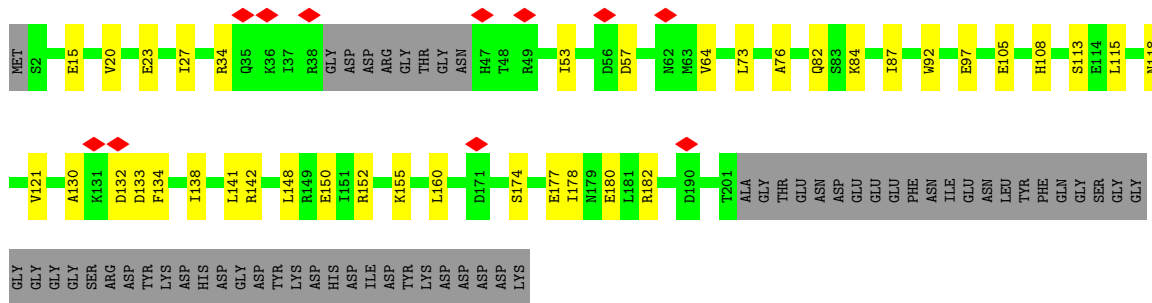 MET S2 E15 V20 E23 I27 R34 Q35 K36 I37 R38 GLY ASP ASP ARG GLY THR GLY ASN H47 T48 R49 I53 D56 D57 N62 M63 V64 L73 A76 Q82 S83 K84 I87 W92 E97 E105 H108 S113 E114 L115 N118
V121 A130 K131 D132 D133 F134 I138 L141 R142 L148 R149 E150 I151 R152 K155 L160 D171 S174 E177 I178 N179 E180 L181 R182 D190 T201 ALA GLY THR GLU ASN ASP GLU GLU GLU PHE ASN ILE GLU ASN LEU TYR PHE GLN GLY SER GLY GLY
GLY GLY GLY GLY SER ARG ASP TYR LYS ASP HIS ASP GLY ASP TYR LYS ASP HIS ASP ILE ASP TYR LYS ASP ASP ASP ASP LYS